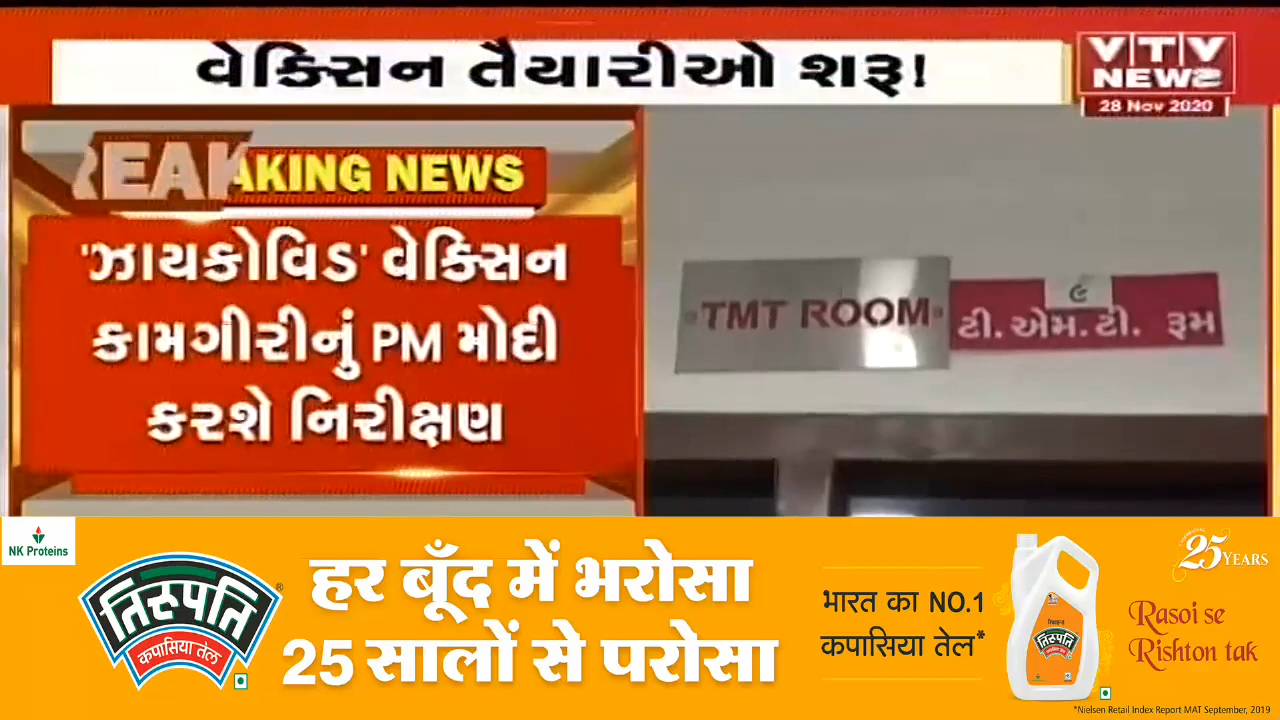 વેક્સિન તૈયારીઓ શરૂ!
VTV
NEWS
28 Nov 2020
BREAKING NEWS
'ઝાયકોવિડ' વેક્સિન
કામગીરીનું PM મોદી
કરશે નિરીક્ષણ
TMT ROOM
ટી.એમ.ટી. રૂમ
NK Proteins
तिरुपति
कपासिया तेल
हर बूँद में भरोसा
25 सालों से परोसा
भारत का NO.1
कपासिया तेल*
तिरुपति
25 YEARS
Rasoi se
Rishton tak
*Nielsen Retail Index Report MAT September, 2019